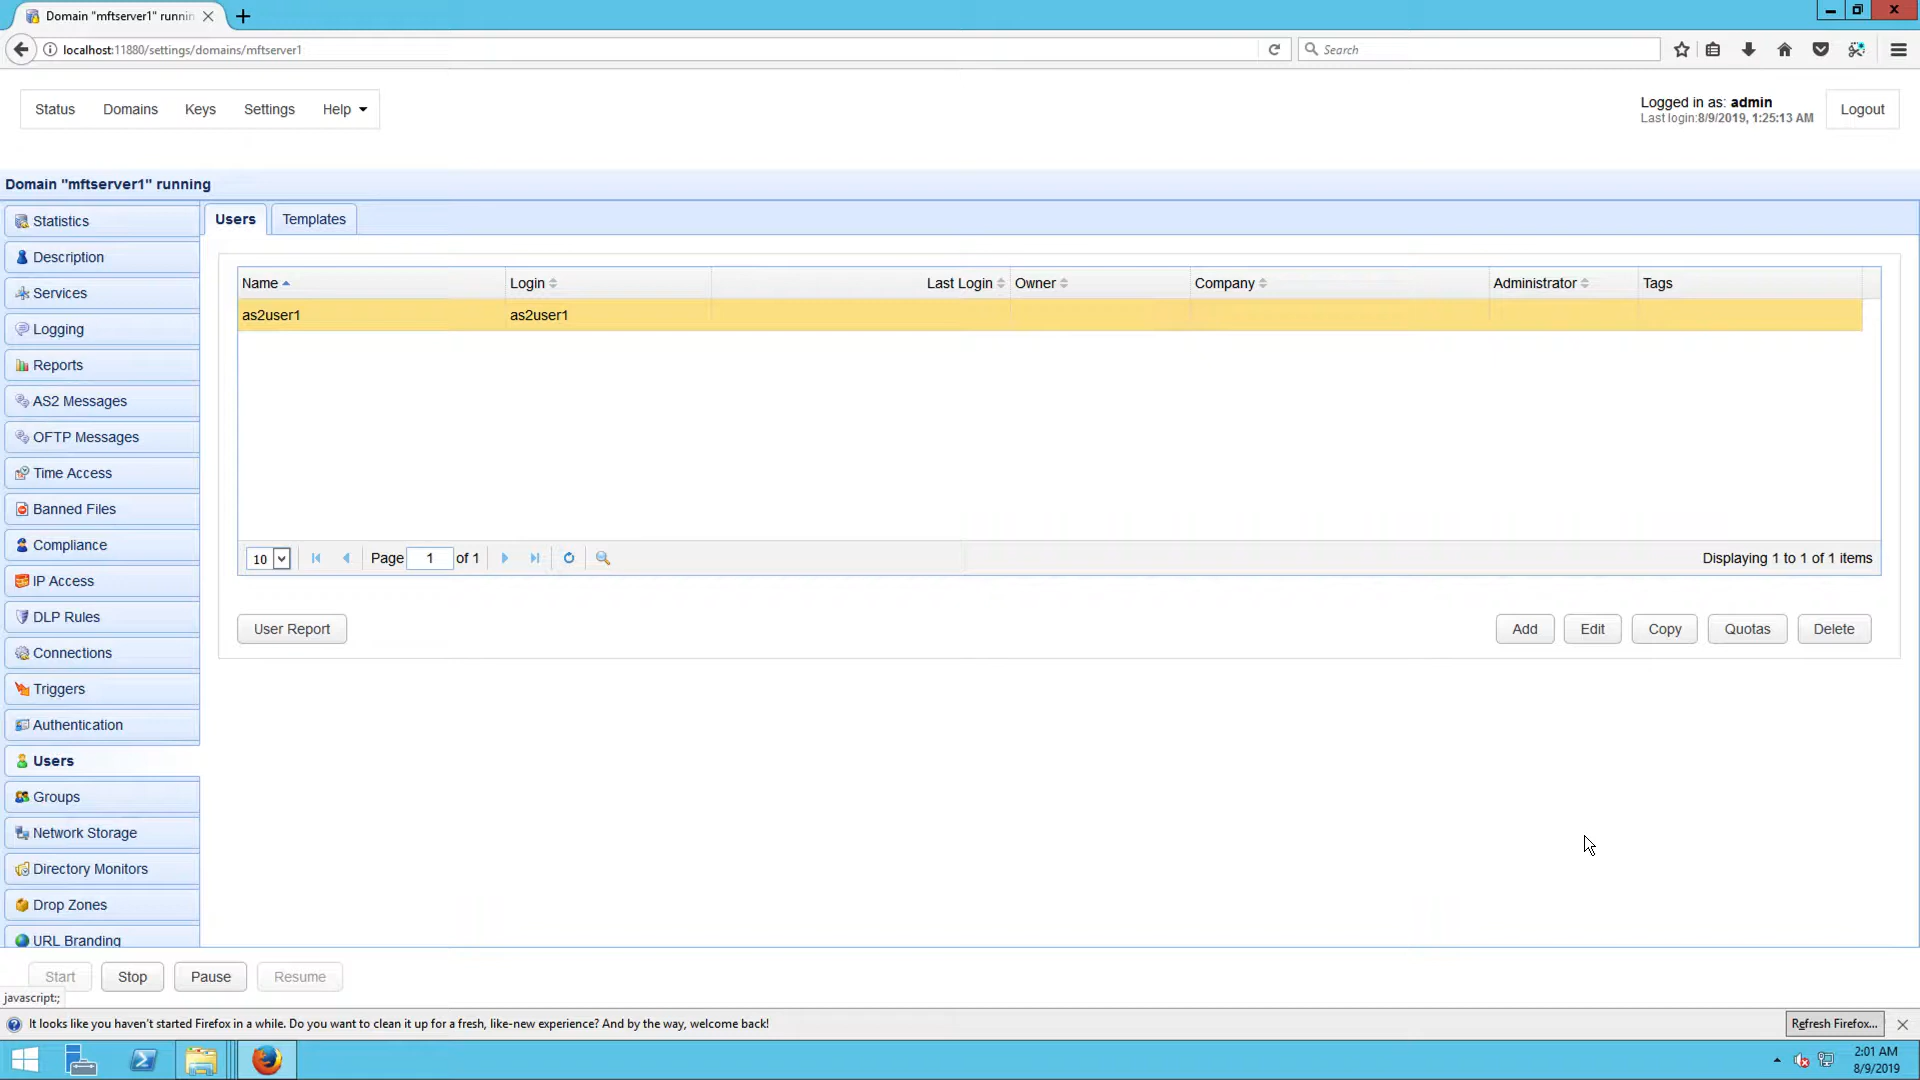 Domain "mftserver1" runnin
localhost:11880/settings/domains/mftserver1
Search
Status Domains Keys Settings Help
Logged in as: admin
Last login:8/9/2019, 1:25:13 AM
Logout
Domain "mftserver1" running
Statistics
Description
Services
Logging
Reports
AS2 Messages
OFTP Messages
Time Access
Banned Files
Compliance
IP Access
DLP Rules
Connections
Triggers
Authentication
Users
Groups
Network Storage
Directory Monitors
Drop Zones
URL Branding
Users Templates
Name Login Last Login Owner Company Administrator Tags
as2user1 as2user1
10 Page 1 of 1 Displaying 1 to 1 of 1 items
User Report Add Edit Copy Quotas Delete
Start Stop Pause Resume
javascript:;
It looks like you haven't started Firefox in a while. Do you want to clean it up for a fresh, like-new experience? And by the way, welcome back!
Refresh Firefox...
2:01 AM
8/9/2019